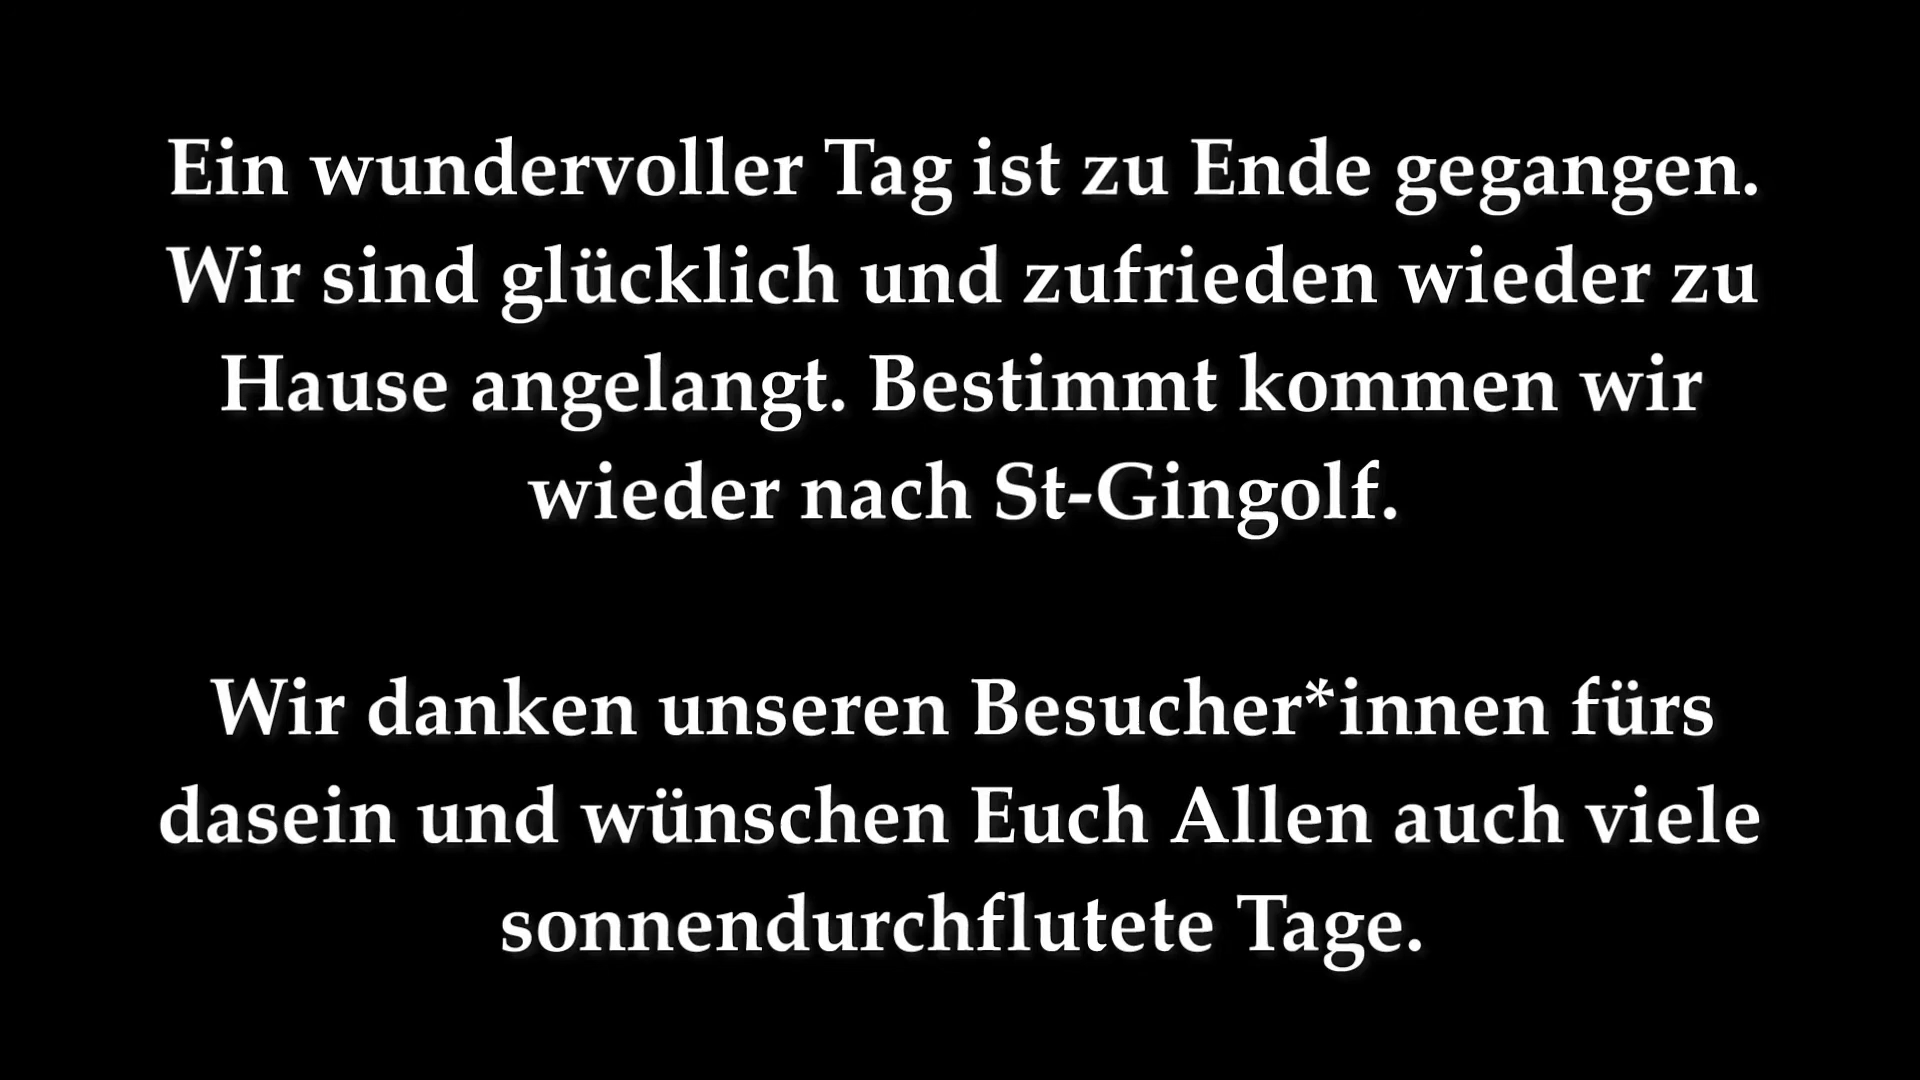 Ein wundervoller Tag ist zu Ende gegangen.
Wir sind glücklich und zufrieden wieder zu
Hause angelangt. Bestimmt kommen wir
wieder nach St-Gingolf.
Wir danken unseren Besucher*innen fürs
dasein und wünschen Euch Allen auch viele
sonnendurchflutete Tage.